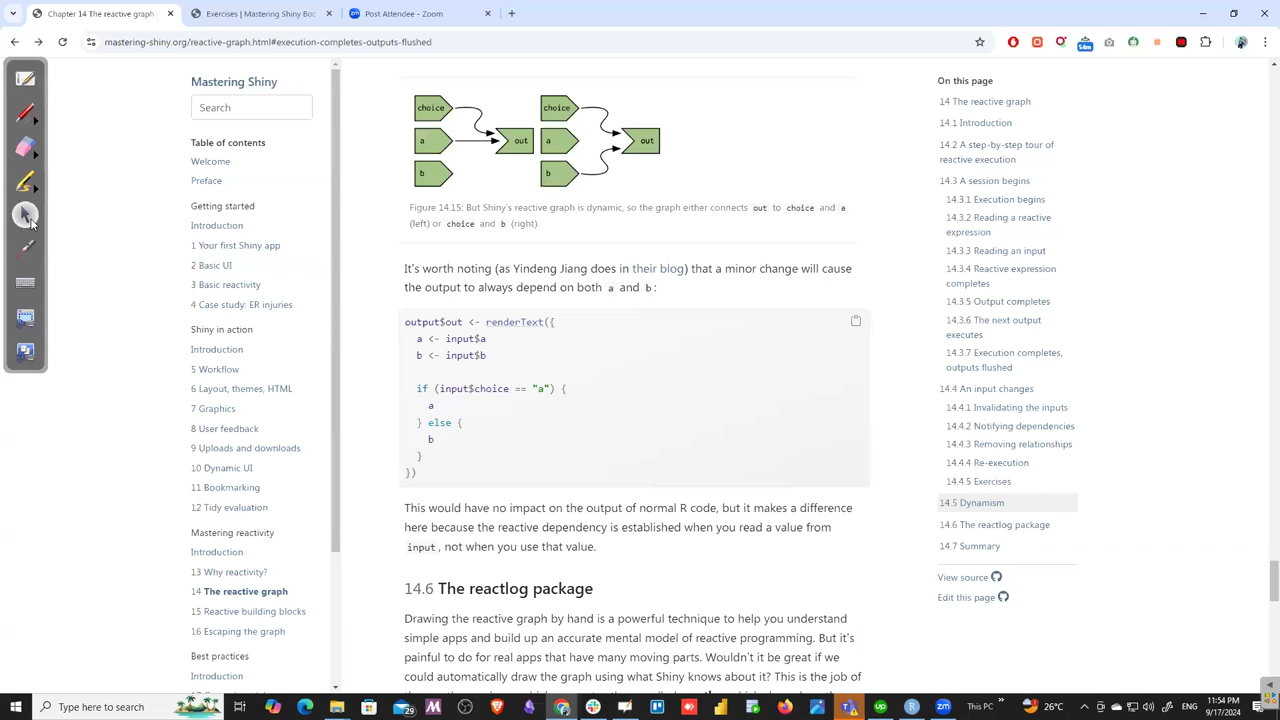 Chapter 14 The reactive graph
Exercises | Mastering Shiny Boo
Post Attendee - Zoom
mastering-shiny.org/reactive-graph.html#execution-completes-outputs-flushed
54m
Mastering Shiny
Search
Table of contents
Welcome
Preface
Getting started
Introduction
1 Your first Shiny app
2 Basic UI
3 Basic reactivity
4 Case study: ER injuries
Shiny in action
Introduction
5 Workflow
6 Layout, themes, HTML
7 Graphics
8 User feedback
9 Uploads and downloads
10 Dynamic UI
11 Bookmarking
12 Tidy evaluation
Mastering reactivity
Introduction
13 Why reactivity?
14 The reactive graph
15 Reactive building blocks
16 Escaping the graph
Best practices
Introduction
choice
a
b
out
choice
a
b
out
Figure 14.15: But Shiny's reactive graph is dynamic, so the graph either connects out to choice and a
(left) or choice and b (right)
It's worth noting (as Yindeng Jiang does in their blog) that a minor change will cause
the output to always depend on both a and b:
output$out <- renderText({
a <- input$a
b <- input$b
if (input$choice == "a") {
a
} else {
b
}
})
This would have no impact on the output of normal R code, but it makes a difference
here because the reactive dependency is established when you read a value from
input, not when you use that value.
14.6 The reactlog package
Drawing the reactive graph by hand is a powerful technique to help you understand
simple apps and build up an accurate mental model of reactive programming. But it's
painful to do for real apps that have many moving parts. Wouldn't it be great if we
could automatically draw the graph using what Shiny knows about it? This is the job of
On this page
14 The reactive graph
14.1 Introduction
14.2 A step-by-step tour of
reactive execution
14.3 A session begins
14.3.1 Execution begins
14.3.2 Reading a reactive
expression
14.3.3 Reading an input
14.3.4 Reactive expression
completes
14.3.5 Output completes
14.3.6 The next output
executes
14.3.7 Execution completes,
outputs flushed
14.4 An input changes
14.4.1 Invalidating the inputs
14.4.2 Notifying dependencies
14.4.3 Removing relationships
14.4.4 Re-execution
14.4.5 Exercises
14.5 Dynamism
14.6 The reactlog package
14.7 Summary
View source
Edit this page
Type here to search
29
This PC
26°C
11:54 PM
9/17/2024